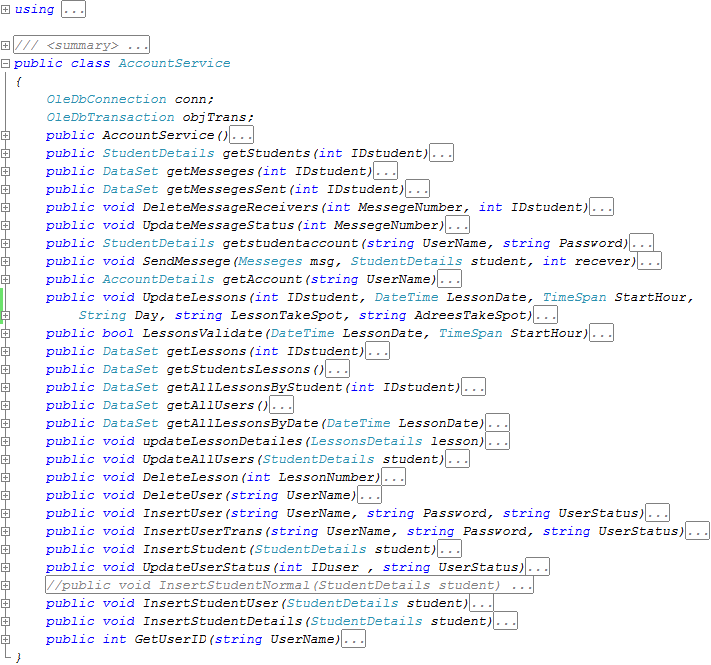 using ...
/// <summary> ...
public class AccountService
{
OleDbConnection conn;
OleDbTransaction objTrans;
public AccountService()...
public StudentDetails getStudents(int IDstudent)...
public DataSet getMesseges(int IDstudent)...
public DataSet getMessegesSent(int IDstudent)...
public void DeleteMessageReceivers(int MessegeNumber, int IDstudent)...
public void UpdateMessageStatus(int MessegeNumber)...
public StudentDetails getstudentaccount(string UserName, string Password)...
public void SendMessege(Messeges msg, StudentDetails student, int recever)...
public AccountDetails getAccount(string UserName)...
public void UpdateLessons(int IDstudent, DateTime LessonDate, TimeSpan StartHour,
String Day, string LessonTakeSpot, string AdreesTakeSpot)...
public bool LessonsValidate(DateTime LessonDate, TimeSpan StartHour)...
public DataSet getLessons(int IDstudent)...
public DataSet getStudentsLessons()...
public DataSet getAllLessonsByStudent(int IDstudent)...
public DataSet getAllUsers()...
public DataSet getAllLessonsByDate(DateTime LessonDate)...
public void updateLessonDetailes(LessonsDetails lesson)...
public void UpdateAllUsers(StudentDetails student)...
public void DeleteLesson(int LessonNumber)...
public void DeleteUser(string UserName)...
public void InsertUser(string UserName, string Password, string UserStatus)...
public void InsertUserTrans(string UserName, string Password, string UserStatus)...
public void InsertStudent(StudentDetails student)...
public void UpdateUserStatus(int IDuser , string UserStatus)...
//public void InsertStudentNormal(StudentDetails student) ...
public void InsertStudentUser(StudentDetails student)...
public void InsertStudentDetails(StudentDetails student)...
public int GetUserID(string UserName)...
}